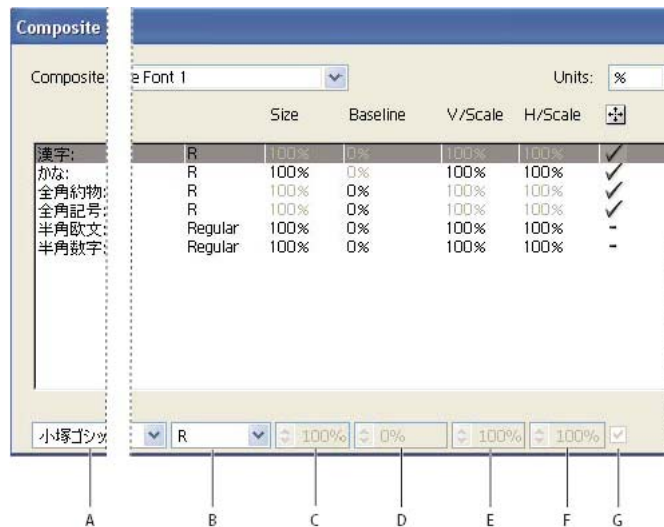 Composite
Composite e Font 1 Units: %
Size Baseline V/Scale H/Scale
漢字: R 100% 0% 100% 100%
かな: R 100% 0% 100% 100%
全角約物: R 100% 0% 100% 100%
全角記号: R 100% 0% 100% 100%
半角欧文: Regular 100% 0% 100% 100% -
半角数字: Regular 100% 0% 100% 100% -
小塚ゴシッ R 100% 0% 100% 100%
A B C D E F G